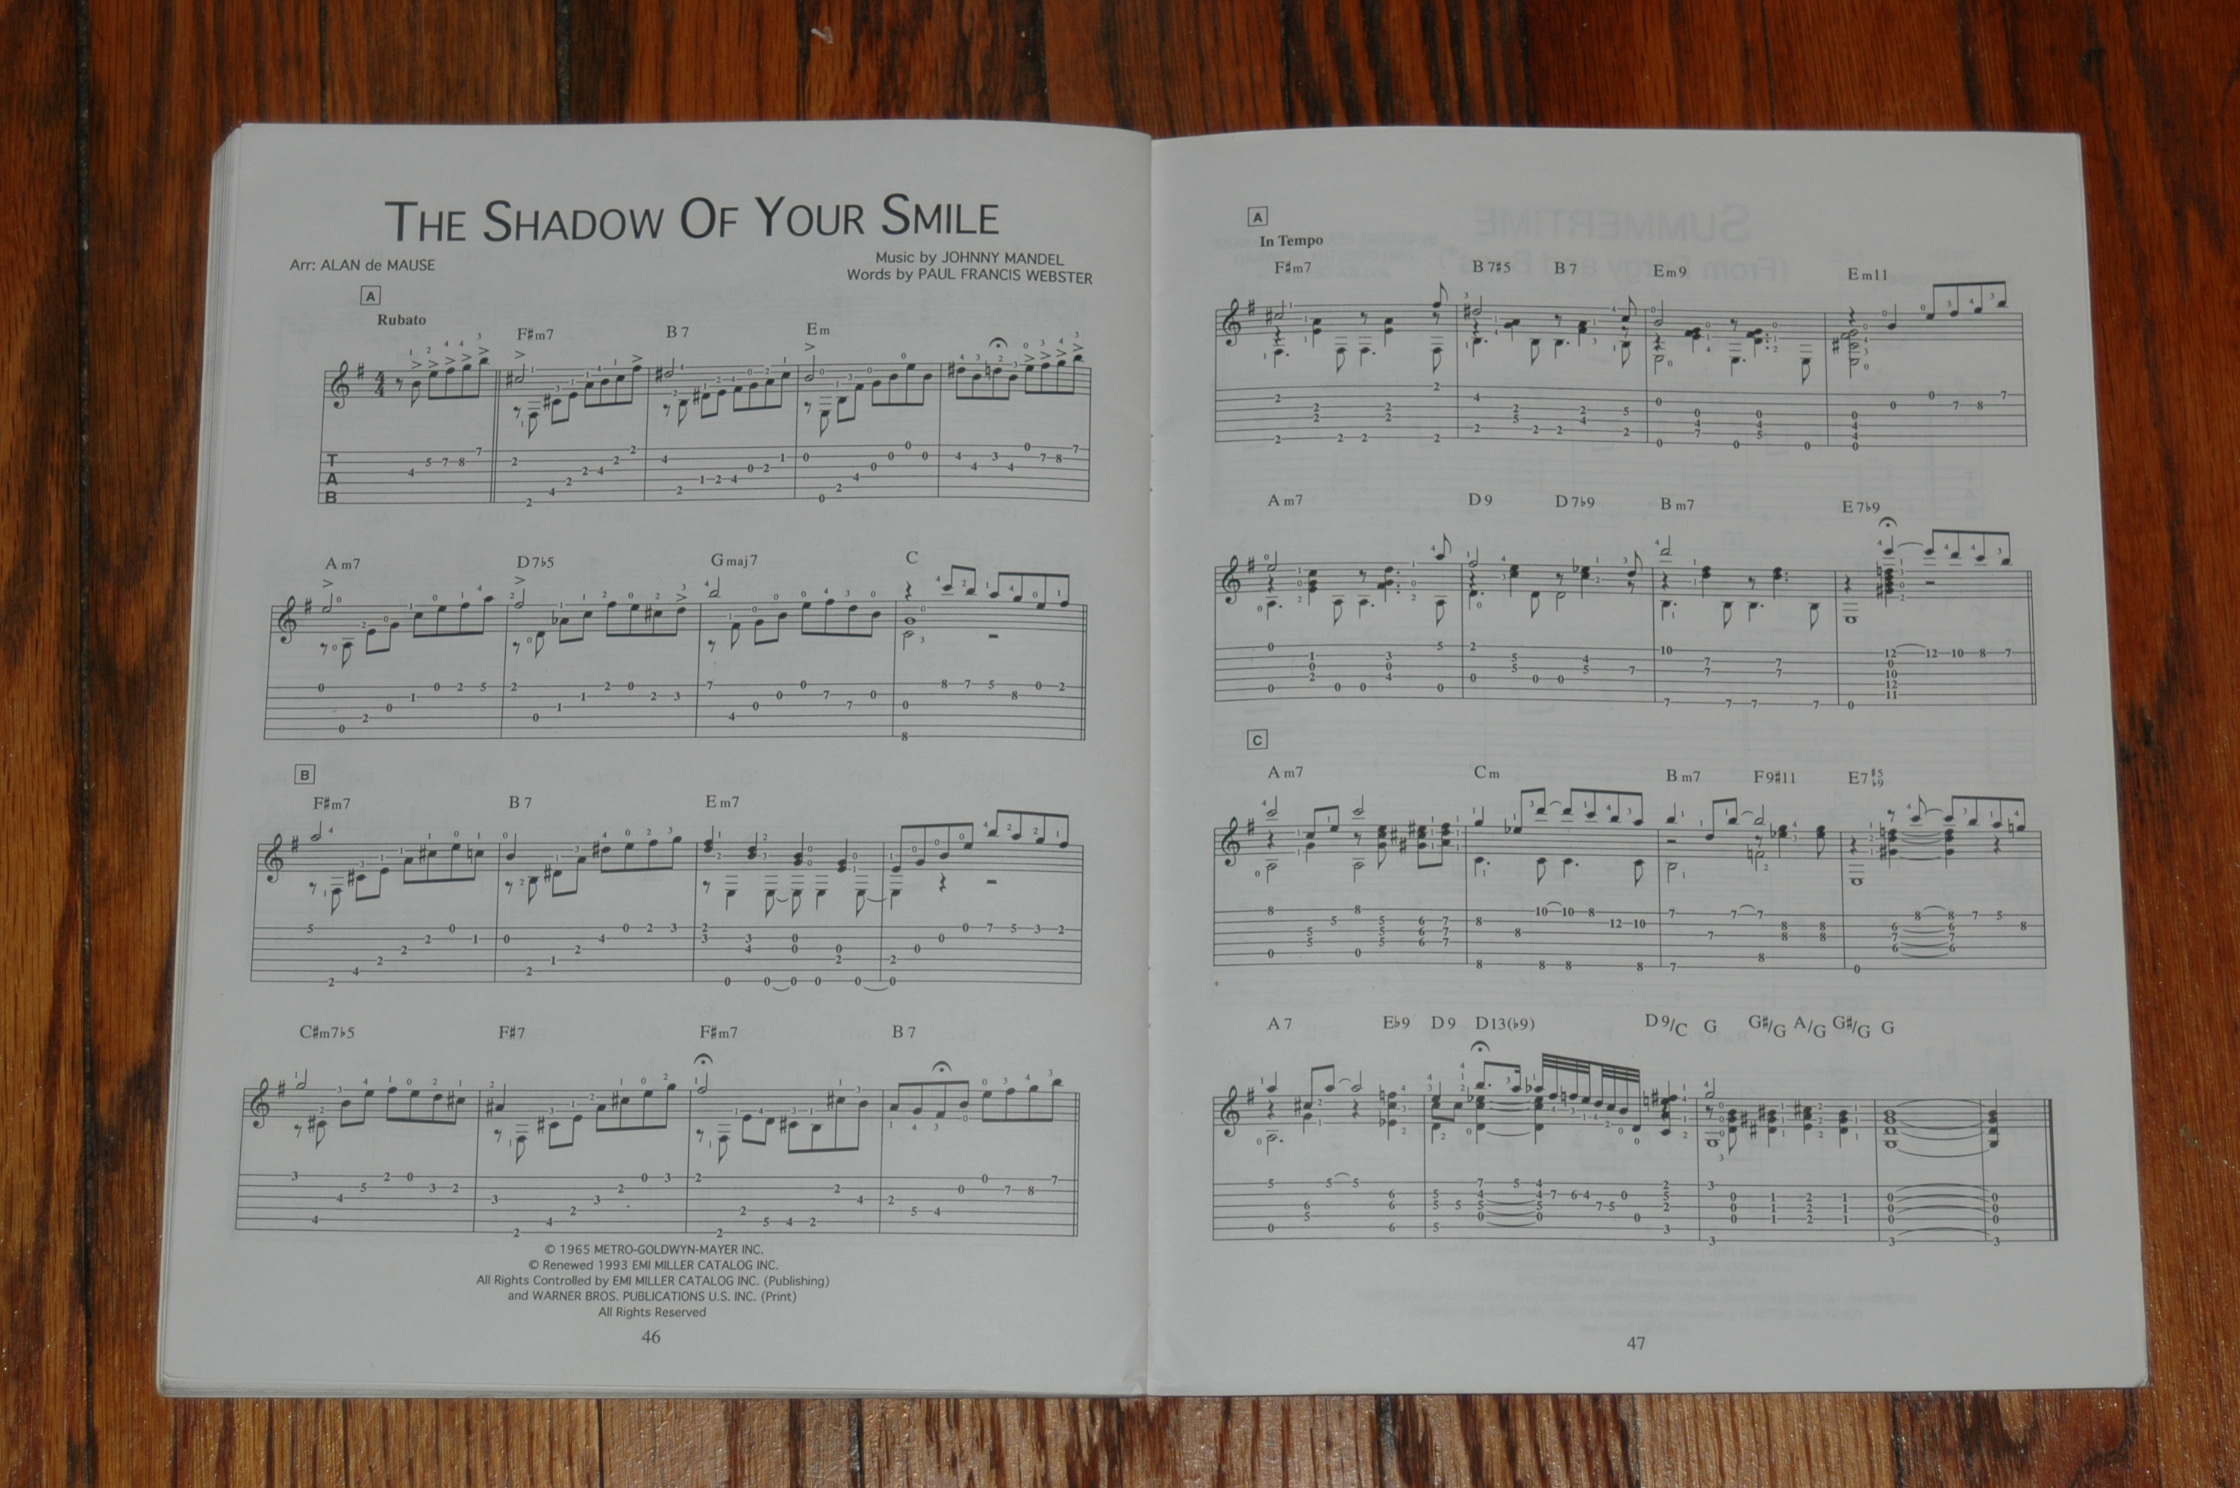 THE SHADOW OF YOUR SMILE
Arr: ALAN de MAUSE
Music by JOHNNY MANDEL
Words by PAUL FRANCIS WEBSTER
A
Rubato
F♯m7 B7 Em
T
A
B
Am7 D7♭5 Gmaj7 C
B
F♯m7 B7 Em7
C♯m7♭5 F♯7 F♯m7 B7
© 1965 METRO-GOLDWYN-MAYER INC.
© Renewed 1993 EMI MILLER CATALOG INC.
All Rights Controlled by EMI MILLER CATALOG INC. (Publishing)
and WARNER BROS. PUBLICATIONS U.S. INC. (Print)
All Rights Reserved
46
A
In Tempo
F♯m7 B7♯5 B7 Em9 Em11
Am7 D9 D7♭9 Bm7 E7♭9
C
Am7 Cm Bm7 F9♯11 E7♯5♭9
A7 E♭9 D9 D13(♭9) D9/C G G♯/G A/G G♯/G G
47